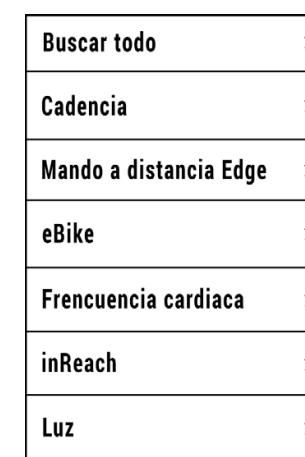 Buscar todo
Cadencia
Mando a distancia Edge
eBike
Frencuencia cardiaca
inReach
Luz